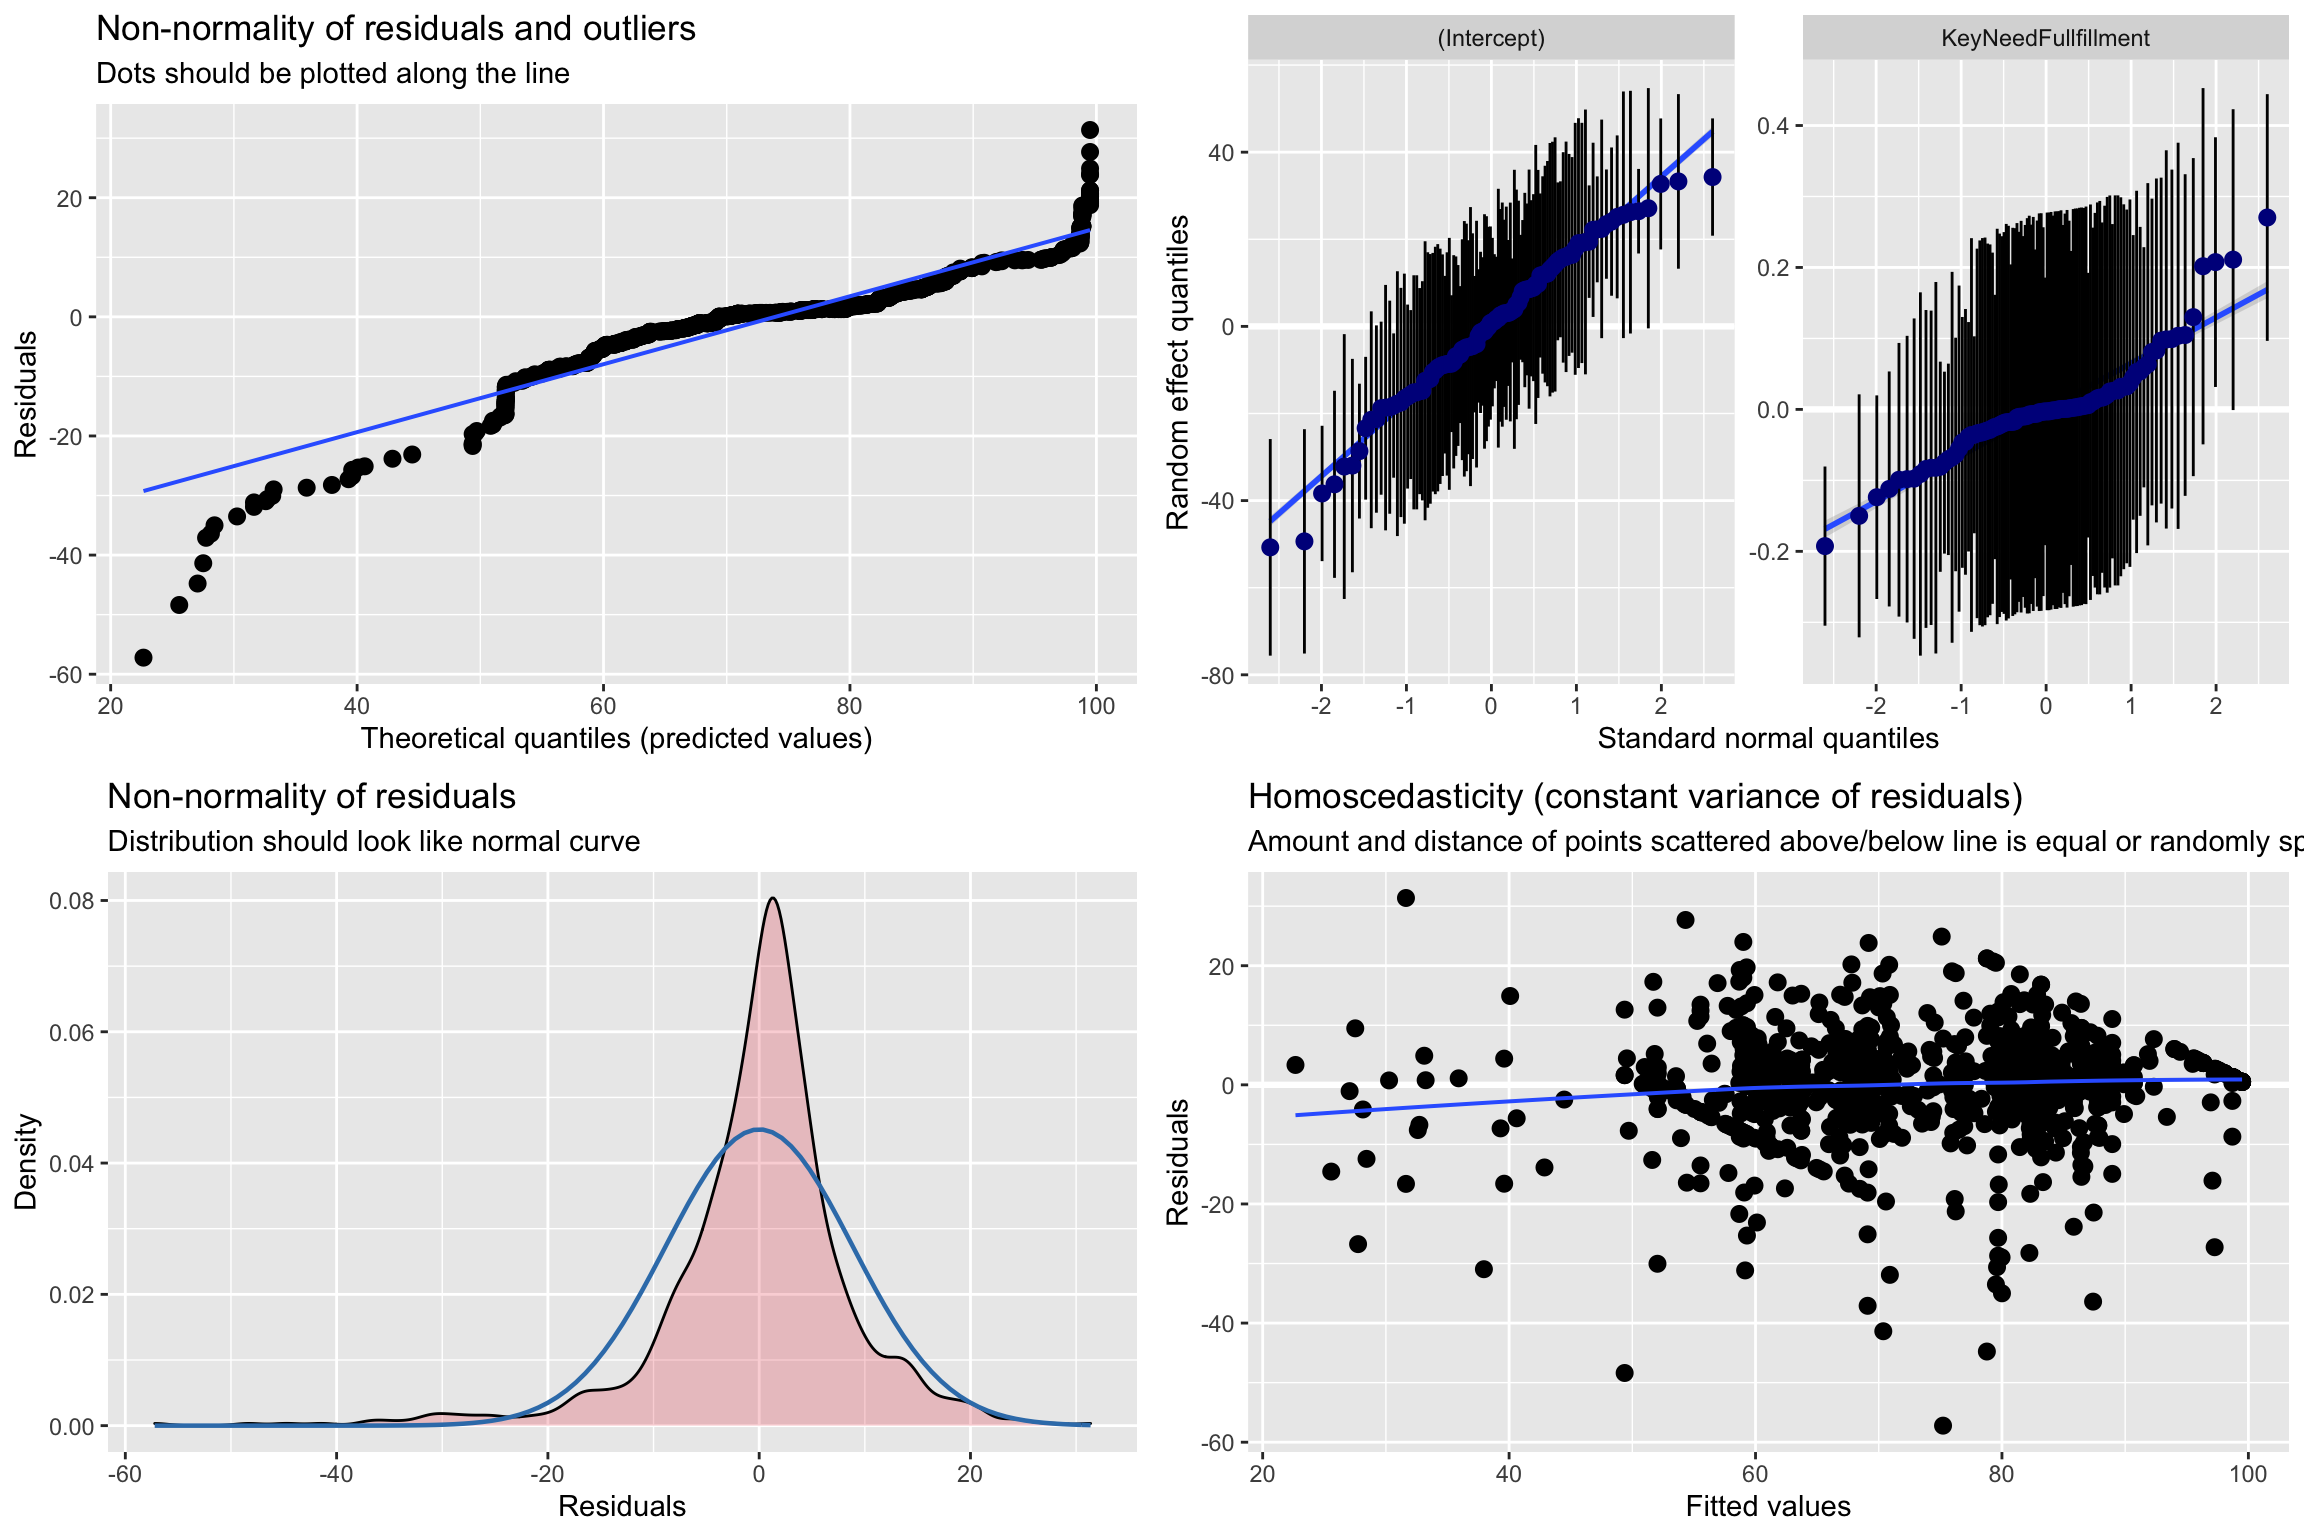 Non-normality of residuals and outliers
Dots should be plotted along the line
Residuals
20
0
-20
-40
-60
20 40 60 80 100
Theoretical quantiles (predicted values)
(Intercept) KeyNeedFullfillment
Random effect quantiles
40
0
-40
-80
0.4
0.2
0.0
-0.2
-2 -1 0 1 2 -2 -1 0 1 2
Standard normal quantiles
Non-normality of residuals
Distribution should look like normal curve
Density
0.08
0.06
0.04
0.02
0.00
-60 -40 -20 0 20
Residuals
Homoscedasticity (constant variance of residuals)
Amount and distance of points scattered above/below line is equal or randomly sp
Residuals
20
0
-20
-40
-60
20 40 60 80 100
Fitted values